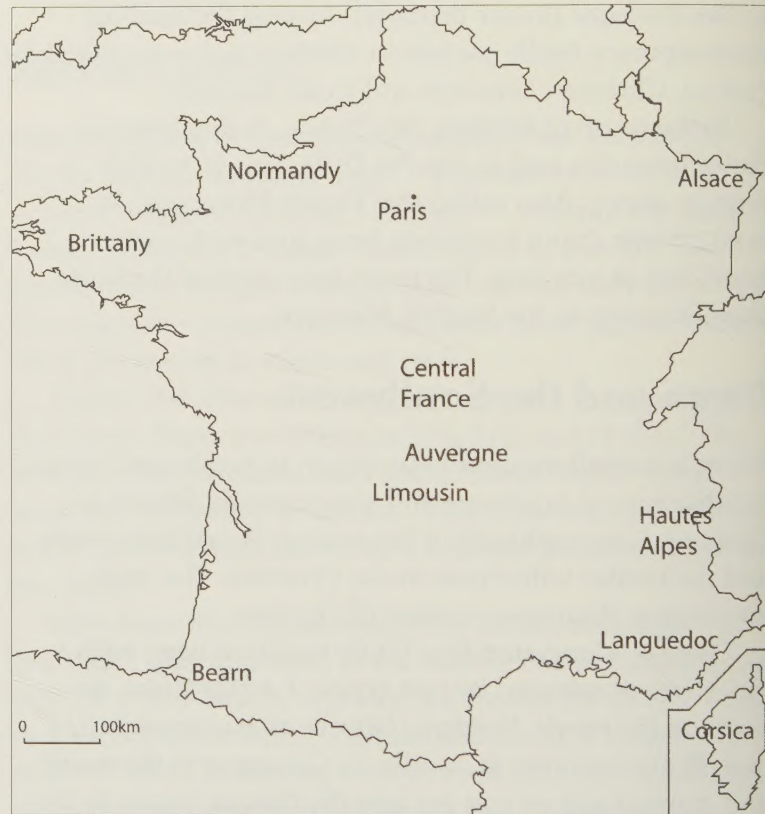 Normandy
Paris
Alsace
Brittany
Central
France
Auvergne
Limousin
Hautes
Alpes
Languedoc
Bearn
0 100km
Corsica